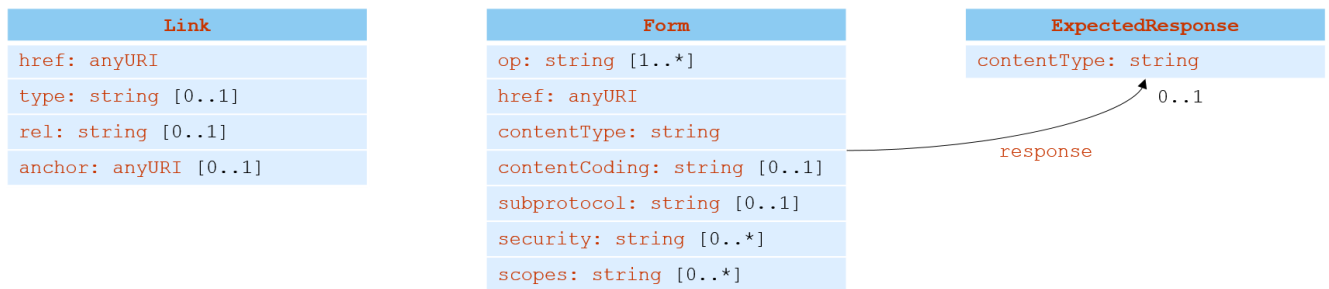 Link
href: anyURI
type: string [0..1]
rel: string [0..1]
anchor: anyURI [0..1]
Form
op: string [1..*]
href: anyURI
contentType: string
contentCoding: string [0..1]
subprotocol: string [0..1]
security: string [0..*]
scopes: string [0..*]
response
ExpectedResponse
contentType: string
0..1